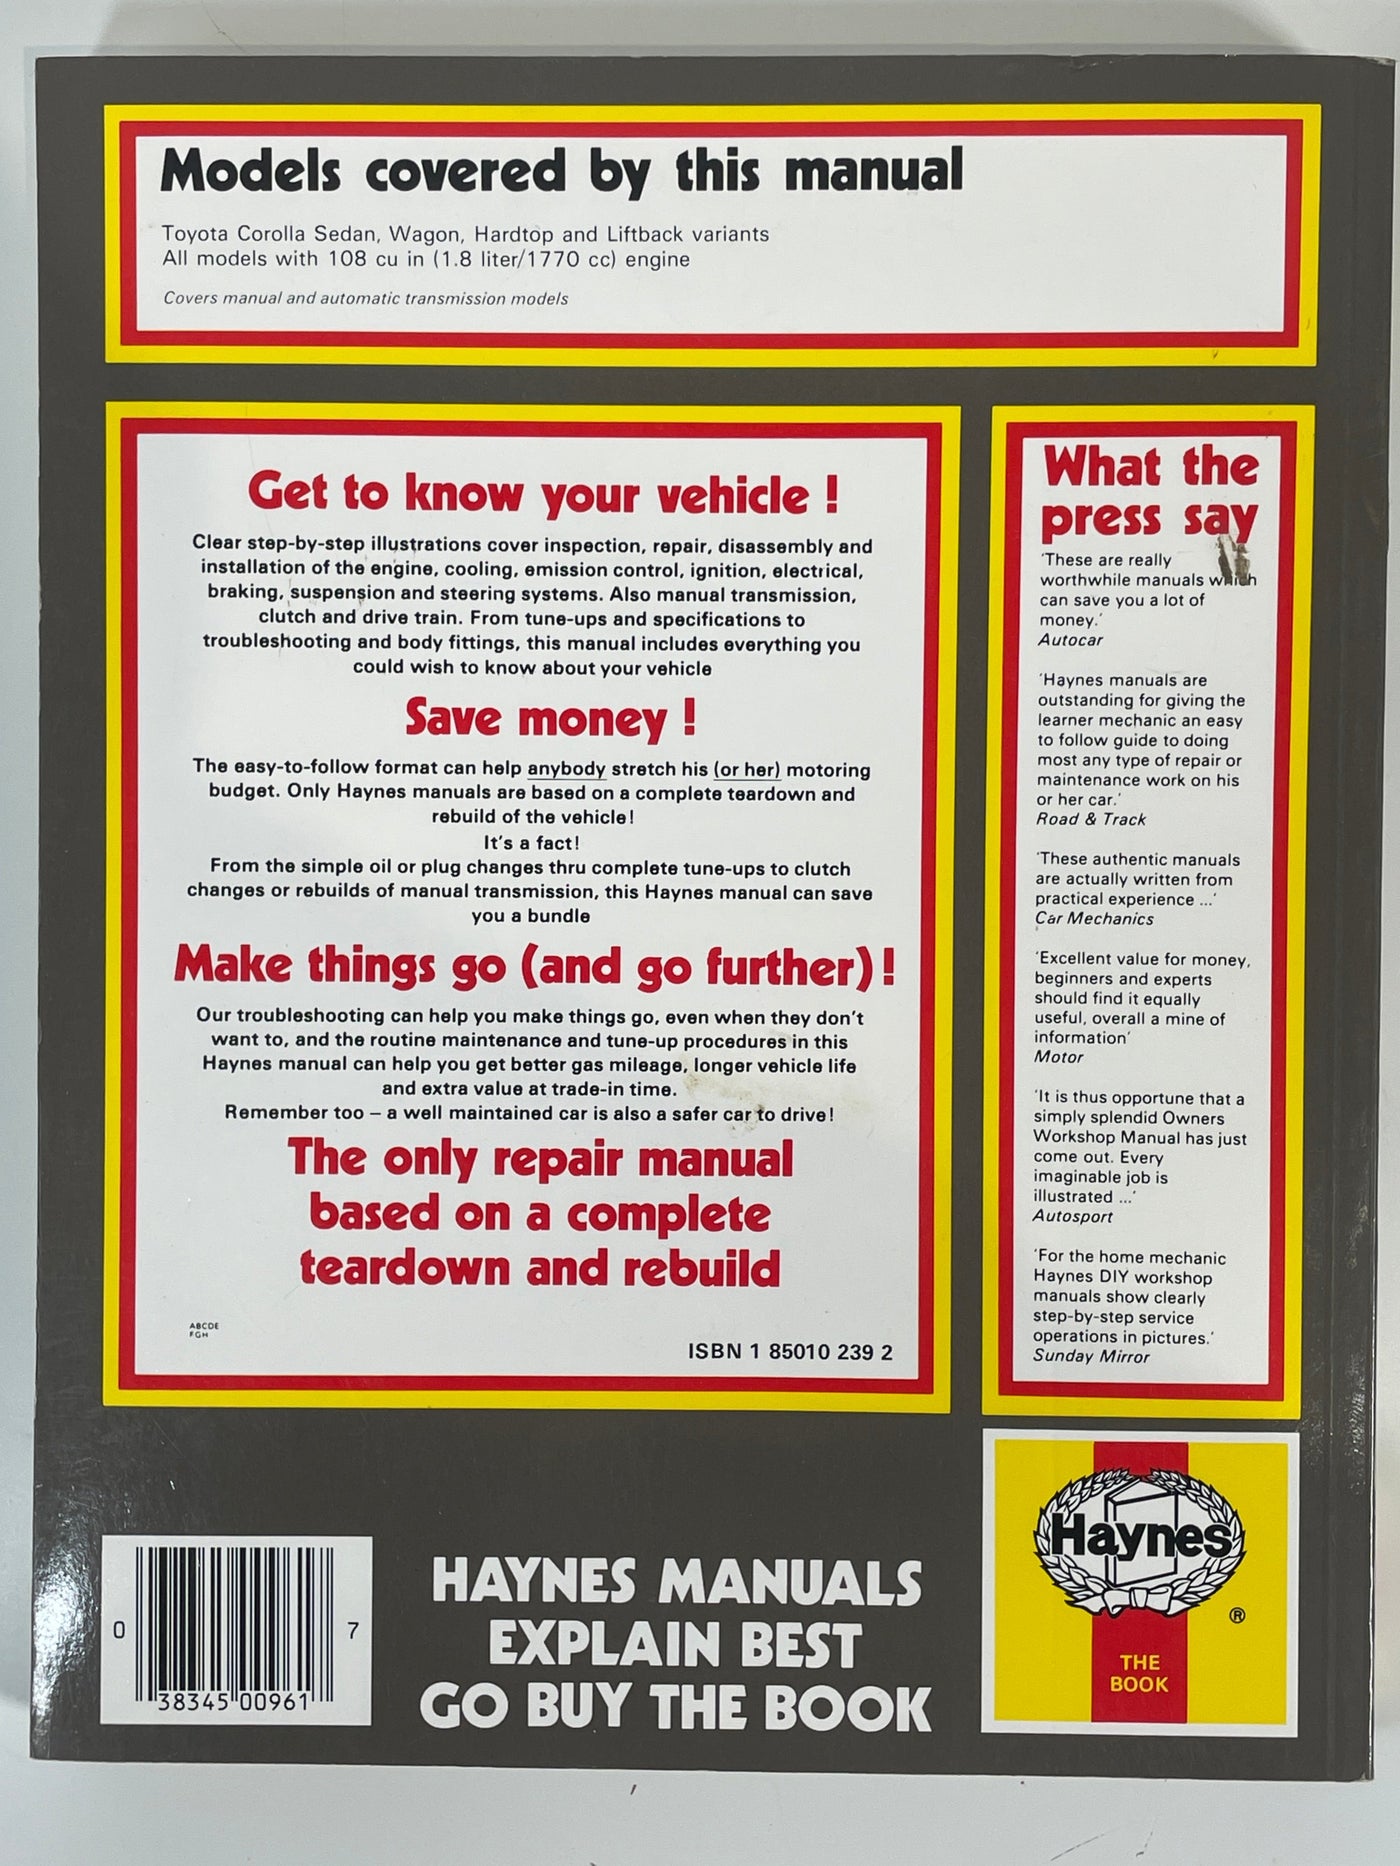 Models covered by this manual
Toyota Corolla Sedan, Wagon, Hardtop and Liftback variants
All models with 108 cu in (1.8 liter/1770 cc) engine
Covers manual and automatic transmission models
Get to know your vehicle !
Clear step-by-step illustrations cover inspection, repair, disassembly and
installation of the engine, cooling, emission control, ignition, electrical,
braking, suspension and steering systems. Also manual transmission,
clutch and drive train. From tune-ups and specifications to
troubleshooting and body fittings, this manual includes everything you
could wish to know about your vehicle
Save money !
The easy-to-follow format can help anybody stretch his (or her) motoring
budget. Only Haynes manuals are based on a complete teardown and
rebuild of the vehicle!
It's a fact!
From the simple oil or plug changes thru complete tune-ups to clutch
changes or rebuilds of manual transmission, this Haynes manual can save
you a bundle
Make things go (and go further)!
Our troubleshooting can help you make things go, even when they don't
want to, and the routine maintenance and tune-up procedures in this
Haynes manual can help you get better gas mileage, longer vehicle life
and extra value at trade-in time.
Remember too – a well maintained car is also a safer car to drive!
The only repair manual
based on a complete
teardown and rebuild
ABCDE
FGH
ISBN 1 85010 239 2
What the
press say
'These are really
worthwhile manuals which
can save you a lot of
money.'
Autocar
'Haynes manuals are
outstanding for giving the
learner mechanic an easy
to follow guide to doing
most any type of repair or
maintenance work on his
or her car.'
Road & Track
'These authentic manuals
are actually written from
practical experience ...'
Car Mechanics
'Excellent value for money,
beginners and experts
should find it equally
useful, overall a mine of
information'
Motor
'It is thus opportune that a
simply splendid Owners
Workshop Manual has just
come out. Every
imaginable job is
illustrated ...'
Autosport
'For the home mechanic
Haynes DIY workshop
manuals show clearly
step-by-step service
operations in pictures.'
Sunday Mirror
0 38345 00961 7
HAYNES MANUALS
EXPLAIN BEST
GO BUY THE BOOK
Haynes
®
THE
BOOK